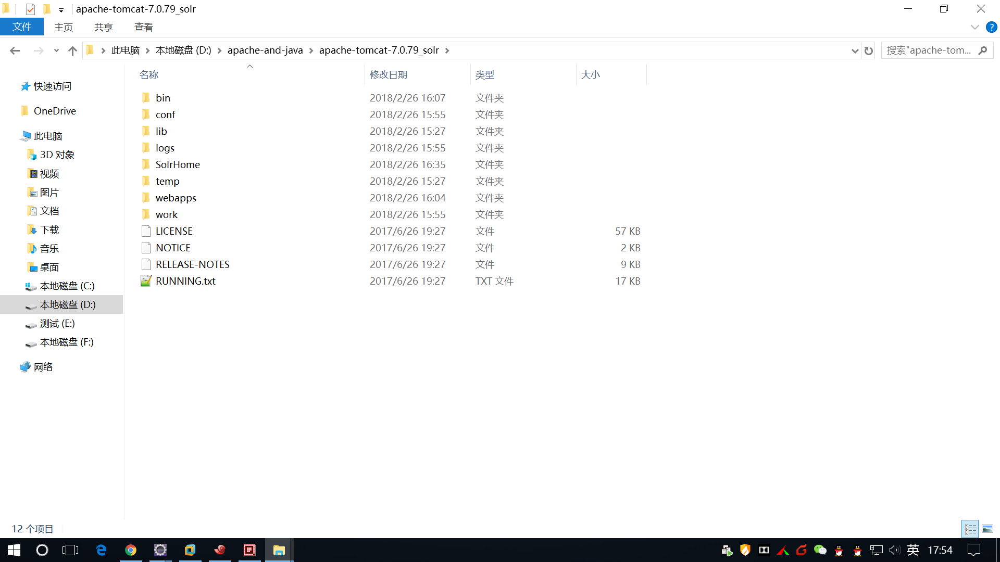 apache-tomcat-7.0.79_solr
文件 主页 共享 查看
此电脑 本地磁盘 (D:) apache-and-java apache-tomcat-7.0.79_solr 搜索"apache-tom...
名称 修改日期 类型 大小
快速访问
OneDrive
此电脑
3D 对象
视频
图片
文档
下载
音乐
桌面
本地磁盘 (C:)
本地磁盘 (D:)
测试 (E:)
本地磁盘 (F:)
网络
bin 2018/2/26 16:07 文件夹
conf 2018/2/26 15:55 文件夹
lib 2018/2/26 15:27 文件夹
logs 2018/2/26 15:55 文件夹
SolrHome 2018/2/26 16:35 文件夹
temp 2018/2/26 15:27 文件夹
webapps 2018/2/26 16:04 文件夹
work 2018/2/26 15:55 文件夹
LICENSE 2017/6/26 19:27 文件 57 KB
NOTICE 2017/6/26 19:27 文件 2 KB
RELEASE-NOTES 2017/6/26 19:27 文件 9 KB
RUNNING.txt 2017/6/26 19:27 TXT 文件 17 KB
12 个项目
英 17:54